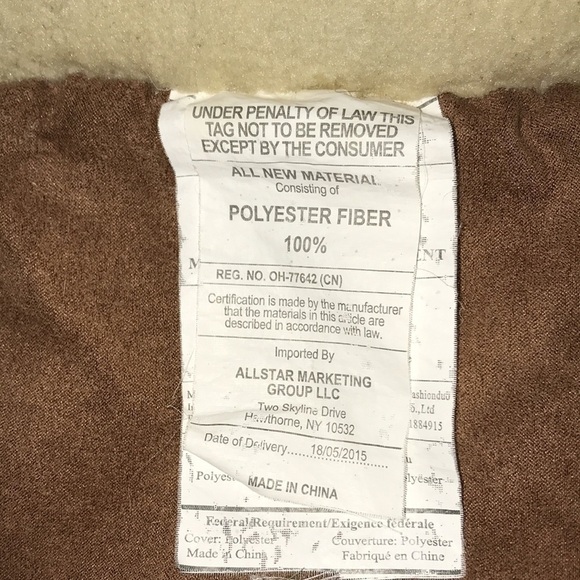 UNDER PENALTY OF LAW THIS
TAG NOT TO BE REMOVED
EXCEPT BY THE CONSUMER
ALL NEW MATERIAL
Consisting of
POLYESTER FIBER
100%
REG. NO. OH-77642 (CN)
Certification is made by the manufacturer
that the materials in this article are
described in accordance with law.
Imported By
ALLSTAR MARKETING
GROUP LLC
Two Skyline Drive
Hawthorne, NY 10532
Date of Delivery......18/05/2015
MADE IN CHINA
Federal Requirement/Exigence fédérale
Cover: Polyester Couverture: Polyester
Made in China Fabriqué en Chine